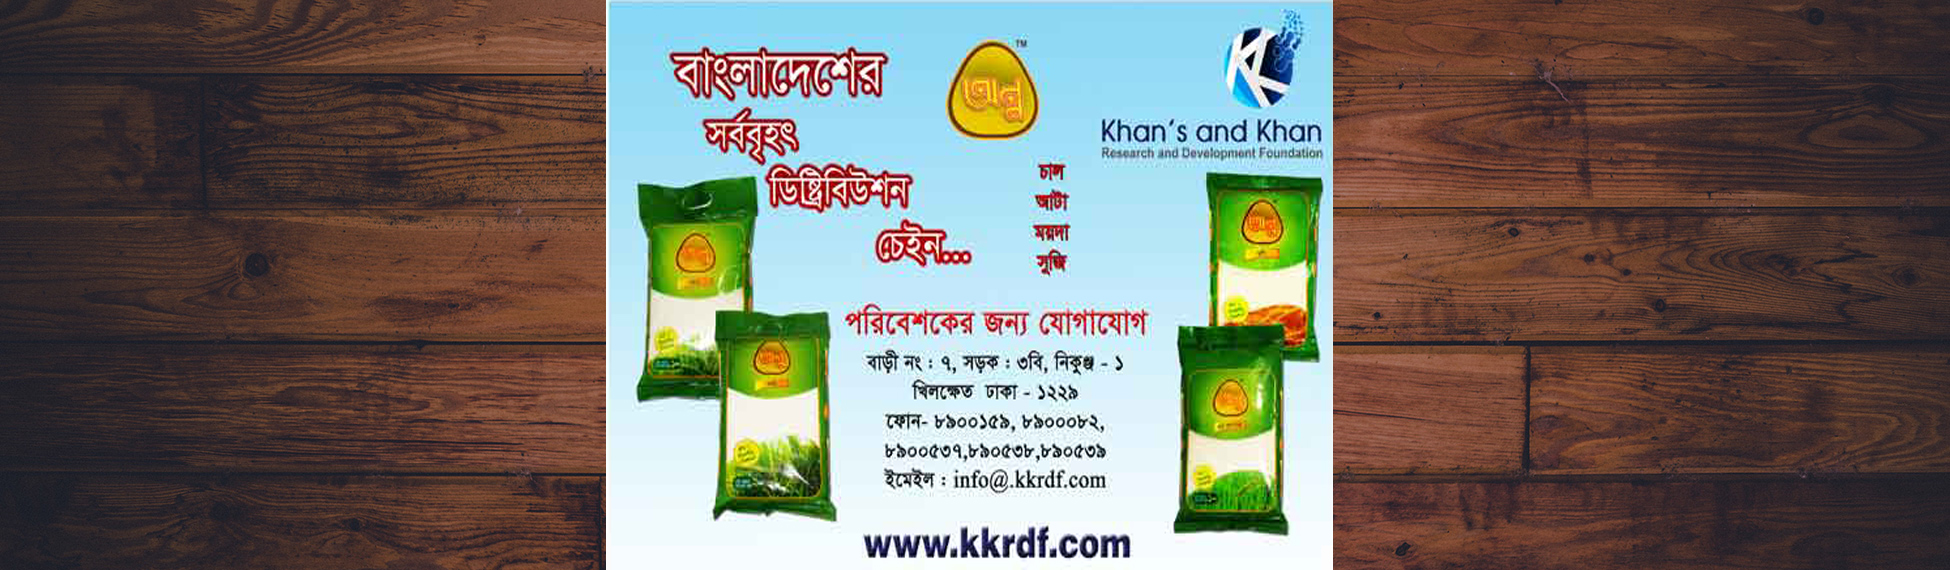 বাংলাদেশের
সর্ববৃহৎ
ডিষ্ট্রিবিউশন
চেইন...
TM
Khan's and Khan
Research and Development Foundation
চাল
আটা
ময়দা
সুজি
পরিবেশকের জন্য যোগাযোগ
বাড়ী নং : ৭, সড়ক : ৩বি, নিকুঞ্জ - ১
খিলক্ষেত ঢাকা - ১২২৯
ফোন- ৮৯০০১৫৯, ৮৯০০০৮২,
৮৯০০৫৩৭,৮৯০৫৩৮,৮৯০৫৩৯
ইমেইল : info@.kkrdf.com
www.kkrdf.com